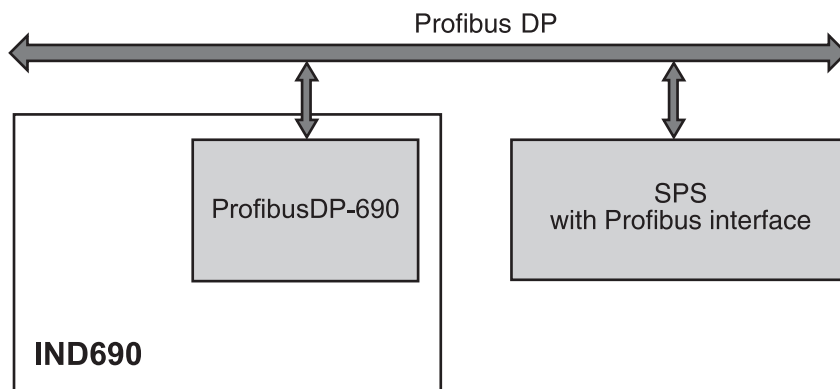 Profibus DP
ProfibusDP-690
SPS
with Profibus interface
IND690